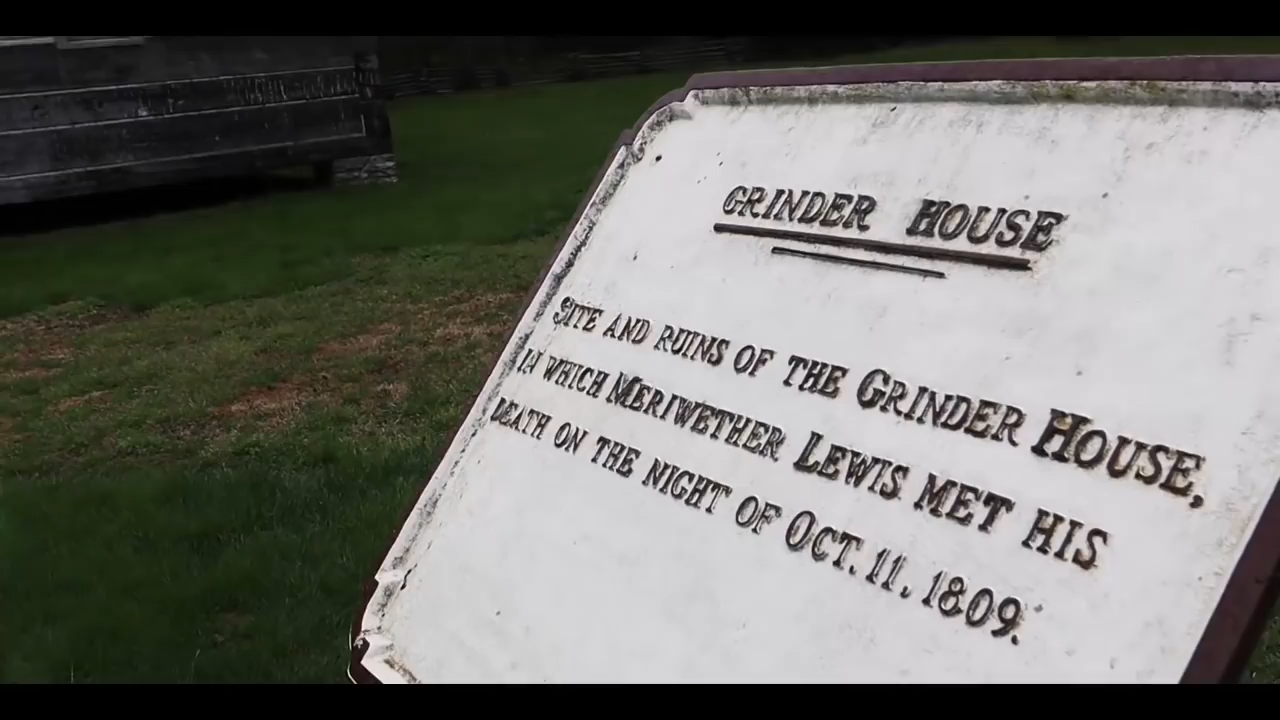 GRINDER HOUSE
SITE AND RUINS OF THE GRINDER HOUSE,
IN WHICH MERIWETHER LEWIS MET HIS
DEATH ON THE NIGHT OF OCT. 11, 1809.